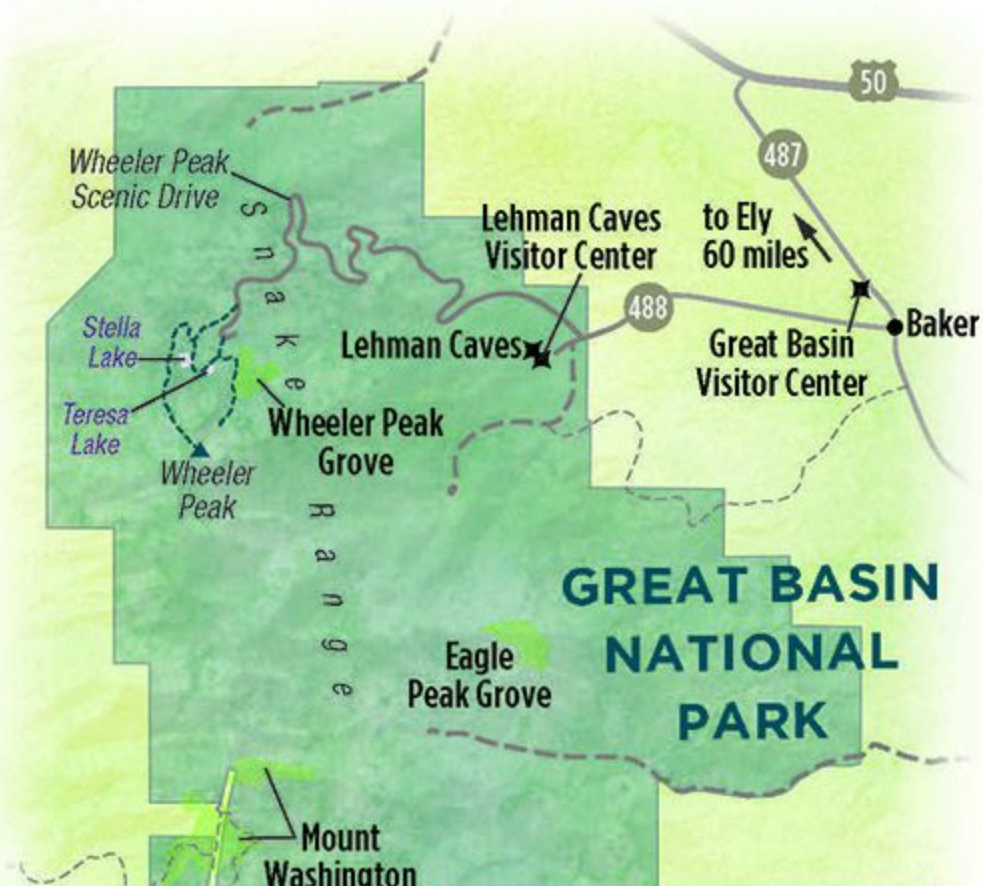 50
487
Wheeler Peak
Scenic Drive
Lehman Caves
Visitor Center
to Ely
60 miles
488
Baker
Stella
Lake
Lehman Caves
Great Basin
Visitor Center
Teresa
Lake
Wheeler Peak
Grove
Wheeler
Peak
Snake Range
GREAT BASIN
NATIONAL
PARK
Eagle
Peak Grove
Mount
Washington